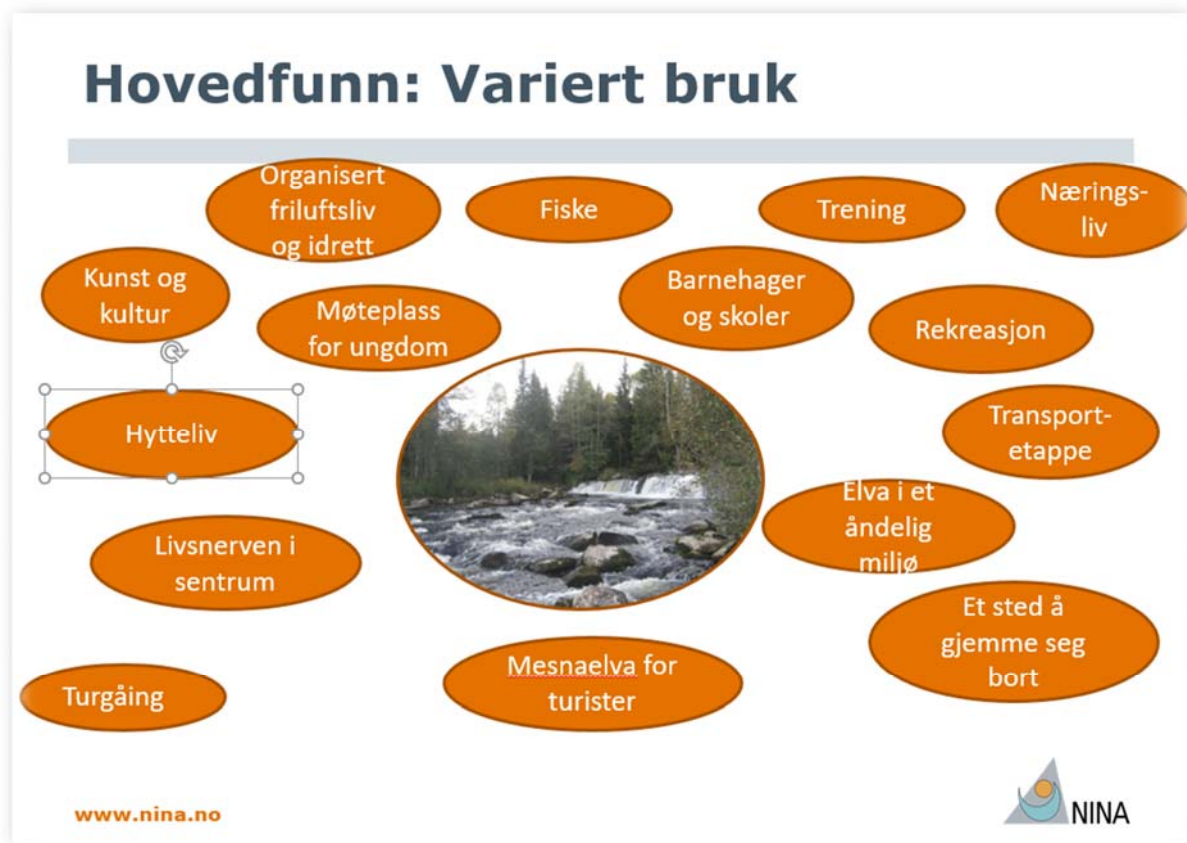 Hovedfunn: Variert bruk
Organisert
friluftsliv
og idrett
Fiske
Trening
Nærings-
liv
Kunst og
kultur
Møteplass
for ungdom
Barnehager
og skoler
Rekreasjon
Hytteliv
Transport-
etappe
Elva i et
åndelig
miljø
Livsnerven i
sentrum
Et sted å
gjemme seg
bort
Mesnaelva for
turister
Turgåing
www.nina.no
NINA